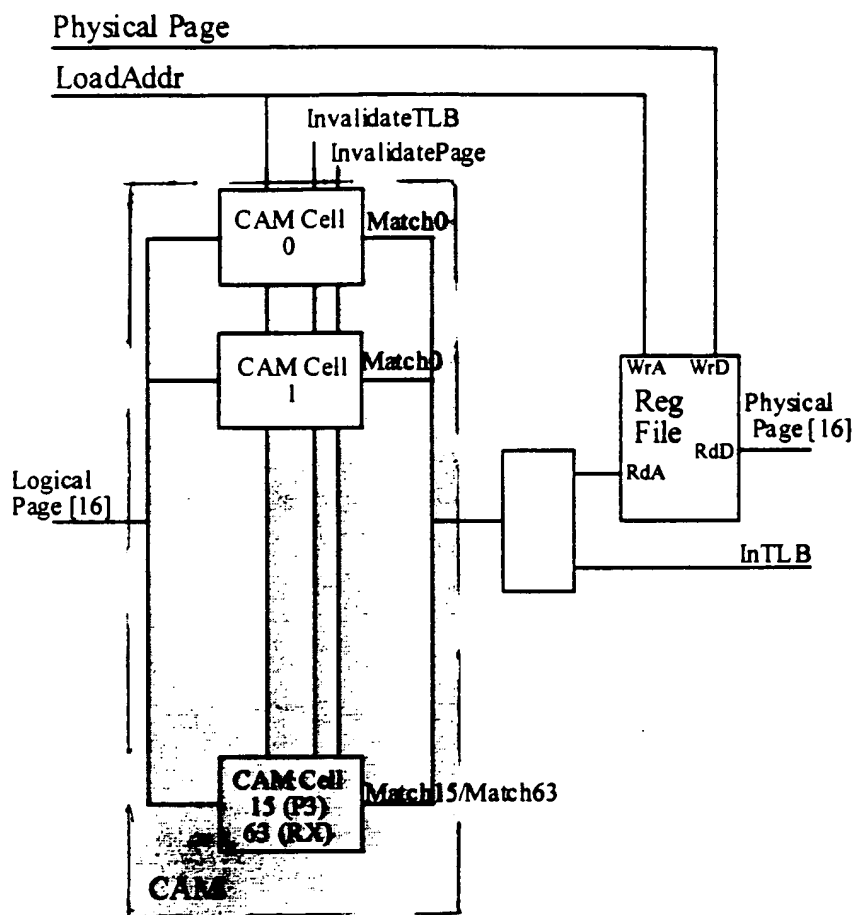 Physical Page
LoadAddr
InvalidateTLB
InvalidatePage
CAM Cell
0
Match0
CAM Cell
1
Match0
WrA WrD
Reg
File
RdA
RdD
Physical
Page[16]
Logical
Page [16]
InTLB
CAM Cell
15 (P3)
63 (RX)
Match15/Match63
CAM